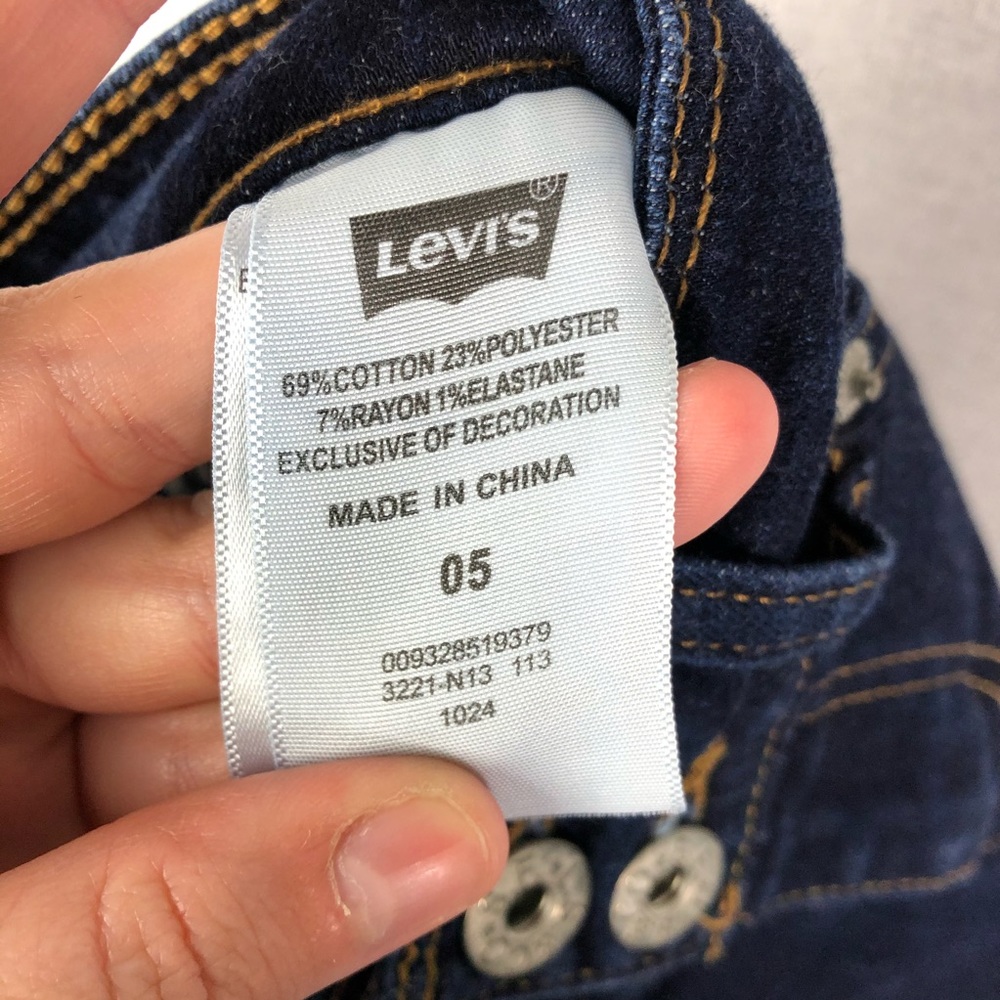 LEVI'S®
69%COTTON 23%POLYESTER
7%RAYON 1%ELASTANE
EXCLUSIVE OF DECORATION
MADE IN CHINA
05
009328519379
3221-N13 113
1024